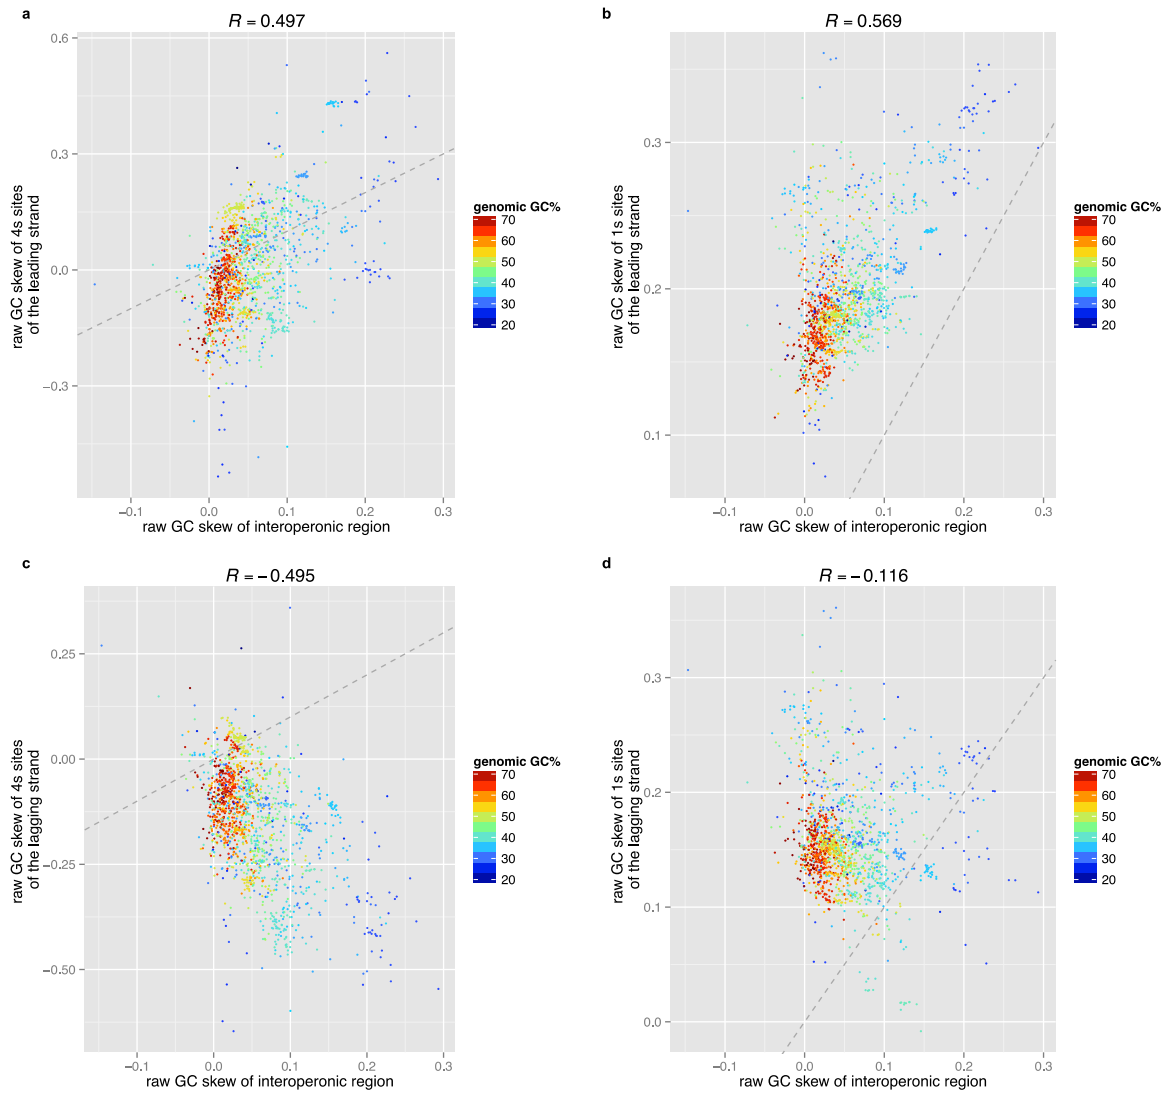 a
R = 0.497
0.6
0.3
0.0
−0.3
−0.1
0.0
0.1
0.2
0.3
raw GC skew of 4s sites
of the leading strand
raw GC skew of interoperonic region
genomic GC%
70
60
50
40
30
20
b
R = 0.569
0.3
0.2
0.1
−0.1
0.0
0.1
0.2
0.3
raw GC skew of 1s sites
of the leading strand
raw GC skew of interoperonic region
genomic GC%
70
60
50
40
30
20
c
R = −0.495
0.25
0.00
−0.25
−0.50
−0.1
0.0
0.1
0.2
0.3
raw GC skew of 4s sites
of the lagging strand
raw GC skew of interoperonic region
genomic GC%
70
60
50
40
30
20
d
R = −0.116
0.3
0.2
0.1
0.0
−0.1
0.0
0.1
0.2
0.3
raw GC skew of 1s sites
of the lagging strand
raw GC skew of interoperonic region
genomic GC%
70
60
50
40
30
20